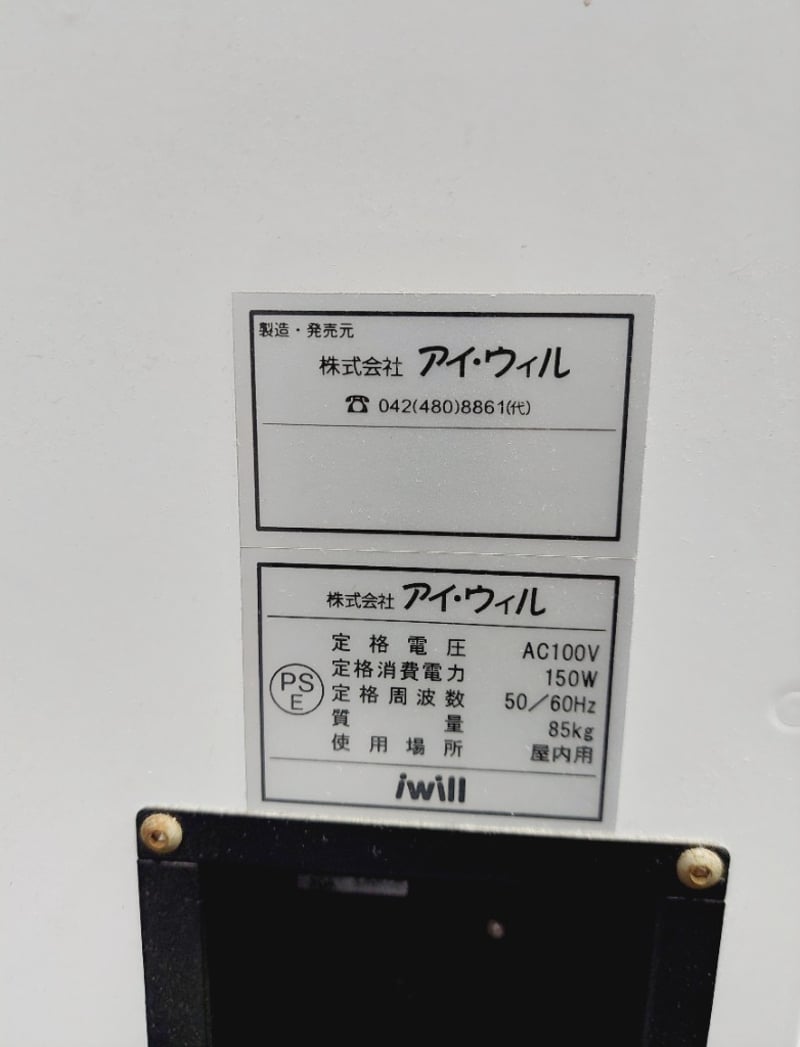 製造・発売元
株式会社 アイ・ウィル
☎ 042(480)8861(代)
株式会社 アイ・ウィル
PS
E
定格電圧 AC100V
定格消費電力 150W
定格周波数 50/60Hz
質量 85kg
使用場所 屋内用
iwill